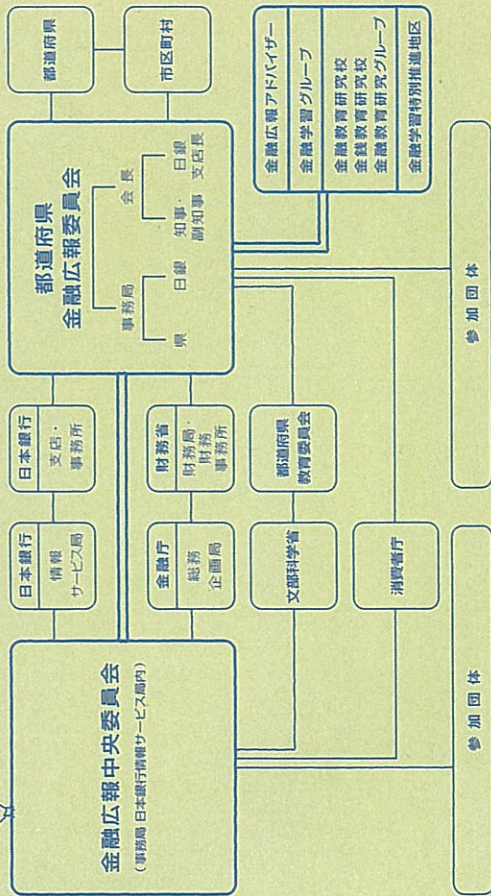 金融広報中央委員会
(事務局 日本銀行情報サービス局内)
日本銀行
情報
サービス局
日本銀行
支店・
事務所
金融庁
総務
企画局
財務省
財務局・
財務
事務所
文部科学省
都道府県
教育委員会
消費者庁
都道府県
金融広報委員会
事務局
県
日銀
会長
知事・
副知事
日銀
支店長
都道府県
市区町村
金融広報アドバイザー
金融学習グループ
金融教育研究校
金銭教育研究校
金融教育研究グループ
金融学習特別推進地区
参加団体
参加団体